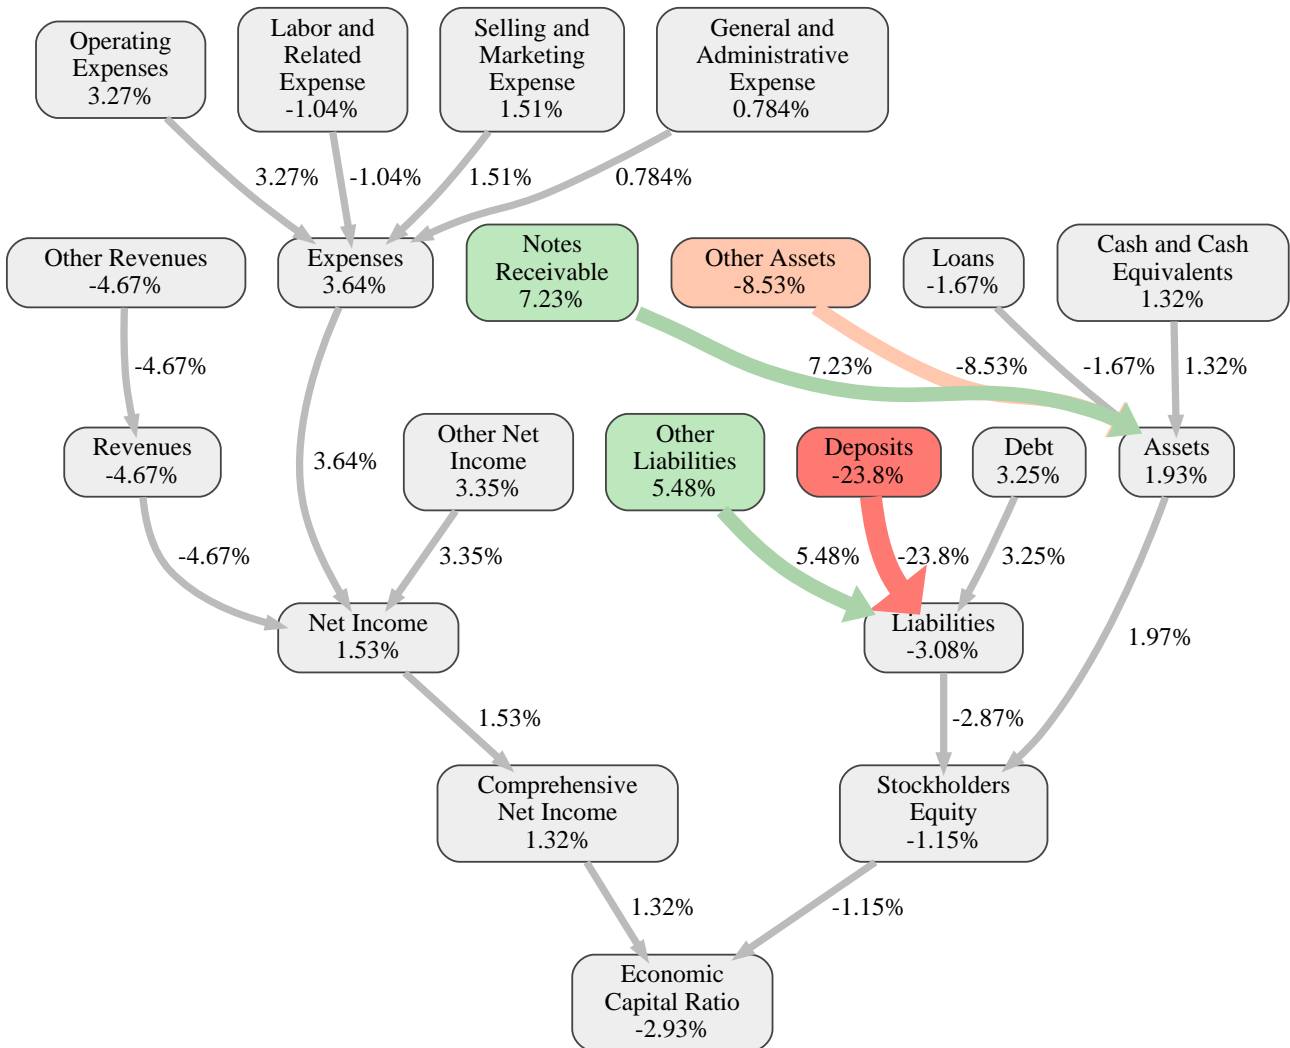 Operating
Expenses
3.27%
Labor and
Related
Expense
-1.04%
Selling and
Marketing
Expense
1.51%
General and
Administrative
Expense
0.784%
3.27%
-1.04%
1.51%
0.784%
Other Revenues
-4.67%
Expenses
3.64%
Notes
Receivable
7.23%
Other Assets
-8.53%
Loans
-1.67%
Cash and Cash
Equivalents
1.32%
-4.67%
7.23%
-8.53%
-1.67%
1.32%
Revenues
-4.67%
3.64%
Other Net
Income
3.35%
Other
Liabilities
5.48%
Deposits
-23.8%
Debt
3.25%
Assets
1.93%
-4.67%
3.35%
5.48%
-23.8%
3.25%
Net Income
1.53%
Liabilities
-3.08%
1.97%
1.53%
-2.87%
Comprehensive
Net Income
1.32%
Stockholders
Equity
-1.15%
1.32%
-1.15%
Economic
Capital Ratio
-2.93%